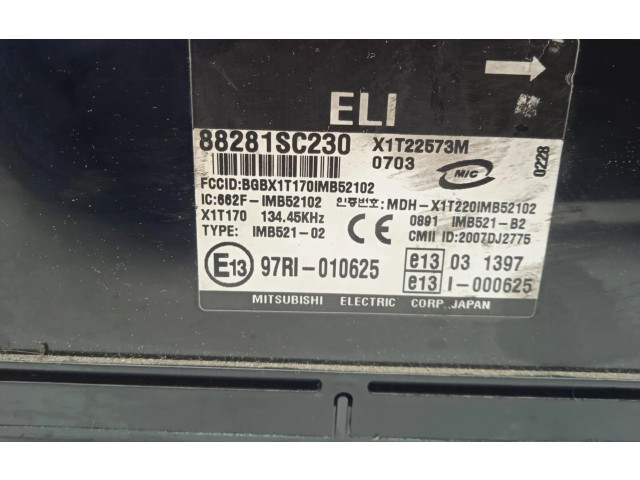 ELI
88281SC230 X1T22573M
0703 MIC 0228
FCCID:BGBX1T170IMB52102
IC:662F-IMB52102 인증번호:MDH-X1T220IMB52102
X1T170 134.45KHz CE 0891 IMB521-B2
TYPE: IMB521-02 CMII ID:2007DJ2775
E13 97RI-010625 e13 03 1397
e13 I-000625
MITSUBISHI ELECTRIC CORP. JAPAN